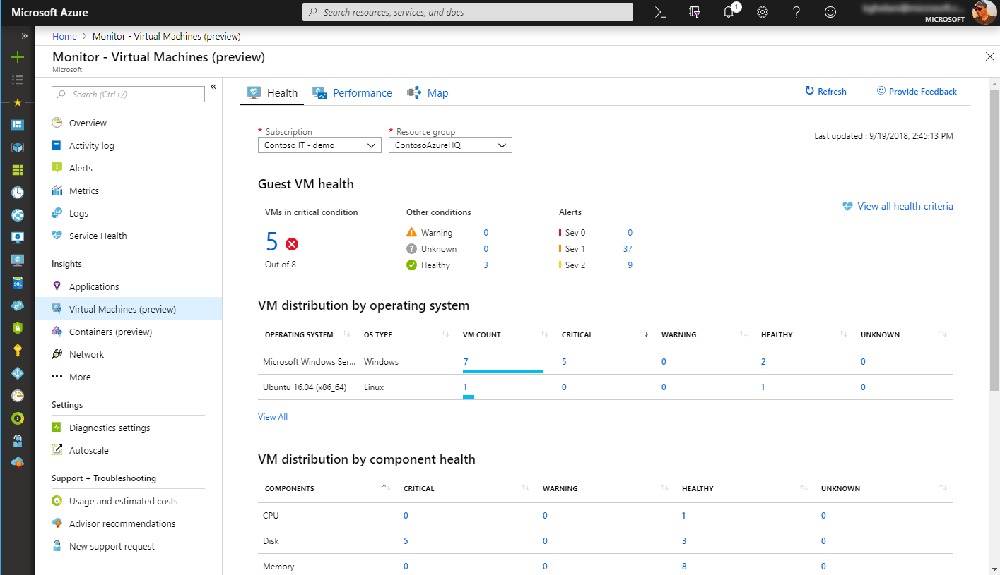 Microsoft Azure
Search resources, services, and docs
1
MICROSOFT
Home > Monitor - Virtual Machines (preview)
Monitor - Virtual Machines (preview)
Microsoft
Search (Ctrl+/)
Overview
Activity log
Alerts
Metrics
Logs
Service Health
Insights
Applications
Virtual Machines (preview)
Containers (preview)
Network
More
Settings
Diagnostics settings
Autoscale
Support + Troubleshooting
Usage and estimated costs
Advisor recommendations
New support request
Health Performance Map
Refresh Provide Feedback
* Subscription * Resource group
Contoso IT - demo ContosoAzureHQ
Last updated : 9/19/2018, 2:45:13 PM
Guest VM health
View all health criteria
VMs in critical condition Other conditions Alerts
5
Out of 8
Warning 0 Sev 0 0
Unknown 0 Sev 1 37
Healthy 3 Sev 2 9
VM distribution by operating system
OPERATING SYSTEM OS TYPE VM COUNT CRITICAL WARNING HEALTHY UNKNOWN
Microsoft Windows Ser... Windows 7 5 0 2 0
Ubuntu 16.04 (x86_64) Linux 1 0 0 1 0
View All
VM distribution by component health
COMPONENTS CRITICAL WARNING HEALTHY UNKNOWN
CPU 0 0 1 0
Disk 5 0 3 0
Memory 0 0 8 0